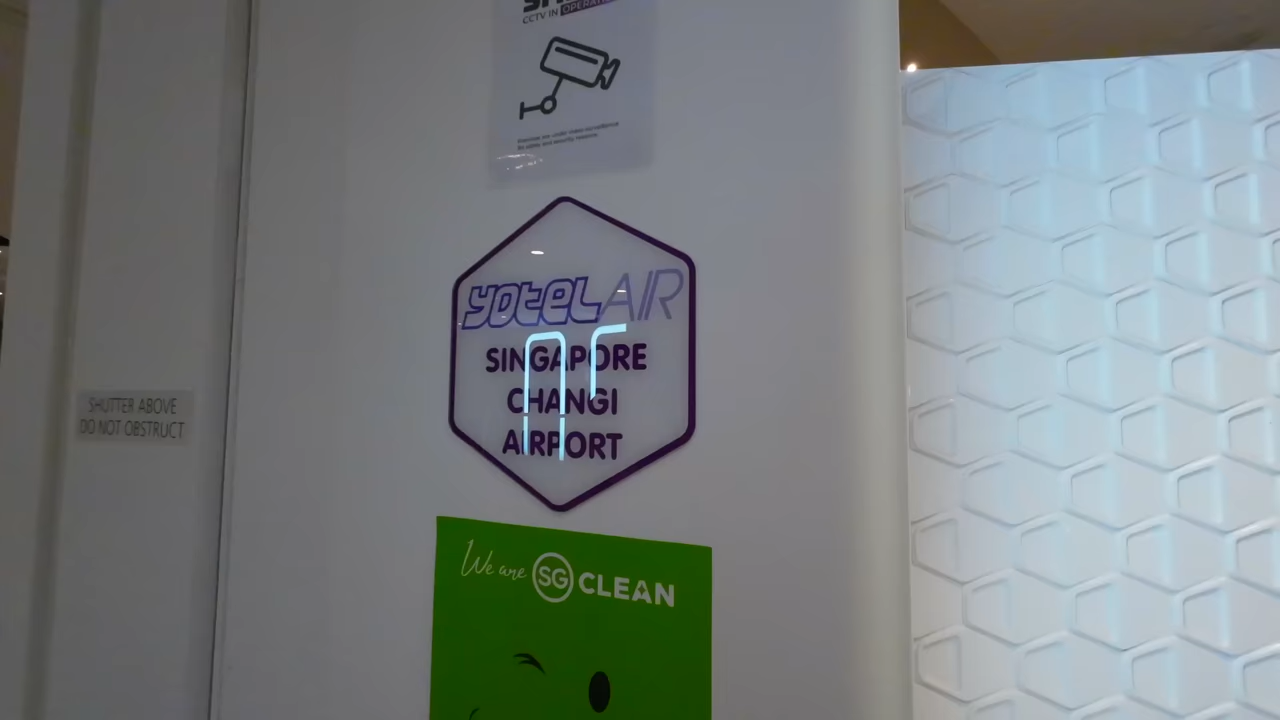 CCTV IN OPERATION
SHUTTER ABOVE
DO NOT OBSTRUCT
yotelAIR
SINGAPORE
CHANGI
AIRPORT
We are SG CLEAN